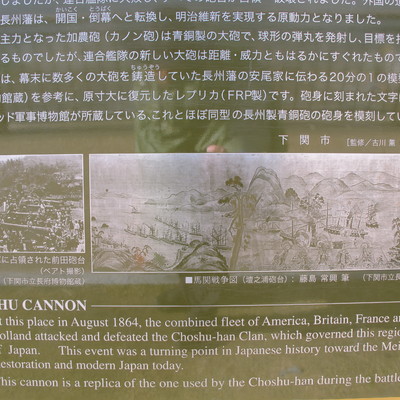 長州藩は、開国・倒幕へと転換し、明治維新を実現する原動力となりました。
主力となった加農砲(カノン砲)は青銅製の大砲で、球形の弾丸を発射し、目標を打
るものでしたが、連合艦隊の新しい大砲は距離・威力ともはるかにすぐれたもので
は、幕末に数多くの大砲を鋳造していた長州藩の安尾家に伝わる20分の1の模
物館蔵)を参考に、原寸大に復元したレプリカ(FRP製)です。砲身に刻まれた文字
ッド軍事博物館が所蔵している、これとほぼ同型の長州製青銅砲の砲身を模刻してい
下関市 [監修/古川 薫
に占領された前田砲台
(ベアト撮影)
(下関市立長府博物館蔵)
■馬関戦争図(壇之浦砲台):藤島 常興 筆 (下関市立長
HU CANNON
t this place in August 1864, the combined fleet of America, Britain, France an
olland attacked and defeated the Choshu-han Clan, which governed this regio
f Japan. This event was a turning point in Japanese history toward the Mei
estoration and modern Japan today.
his cannon is a replica of the one used by the Choshu-han during the battle